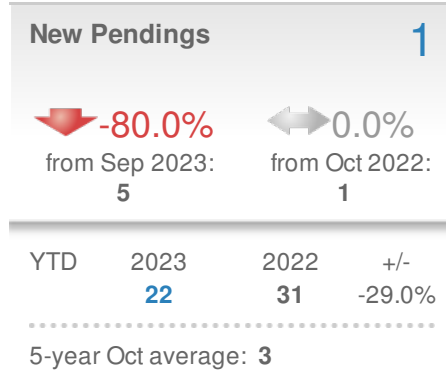 New Pendings 1
-80.0% 0.0%
from Sep 2023: from Oct 2022:
5 1
YTD 2023 2022 +/-
22 31 -29.0%
5-year Oct average: 3